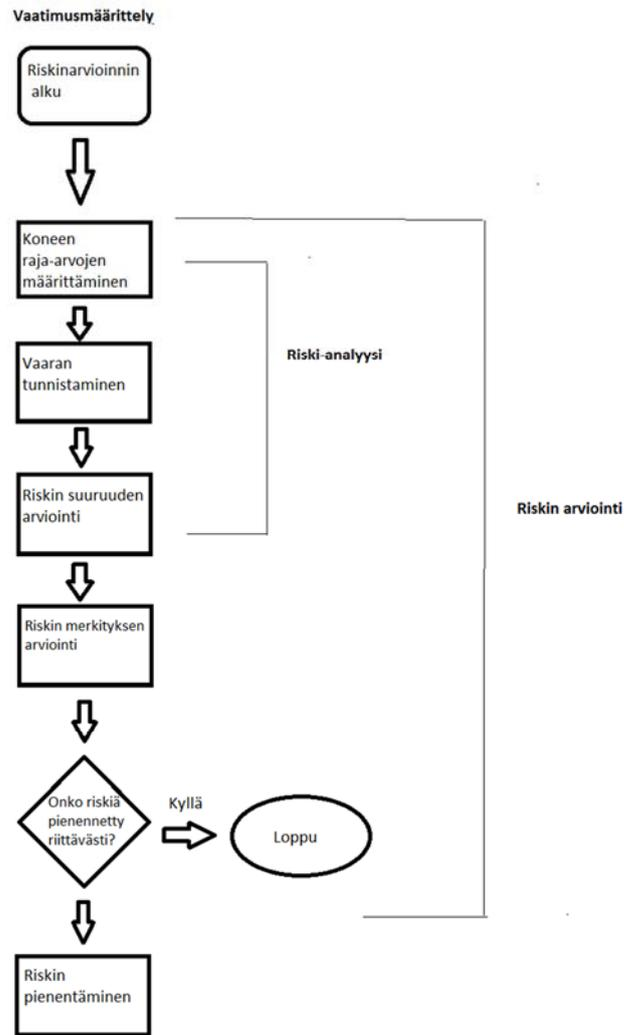 Vaatimusmäärittely
Riskinarvioinnin
alku
Koneen
raja-arvojen
määrittäminen
Riski-analyysi
Vaaran
tunnistaminen
Riskin suuruuden
arviointi
Riskin arviointi
Riskin merkityksen
arviointi
Onko riskiä
pienennetty
riittävästi?
Kyllä
Loppu
Riskin
pienentäminen